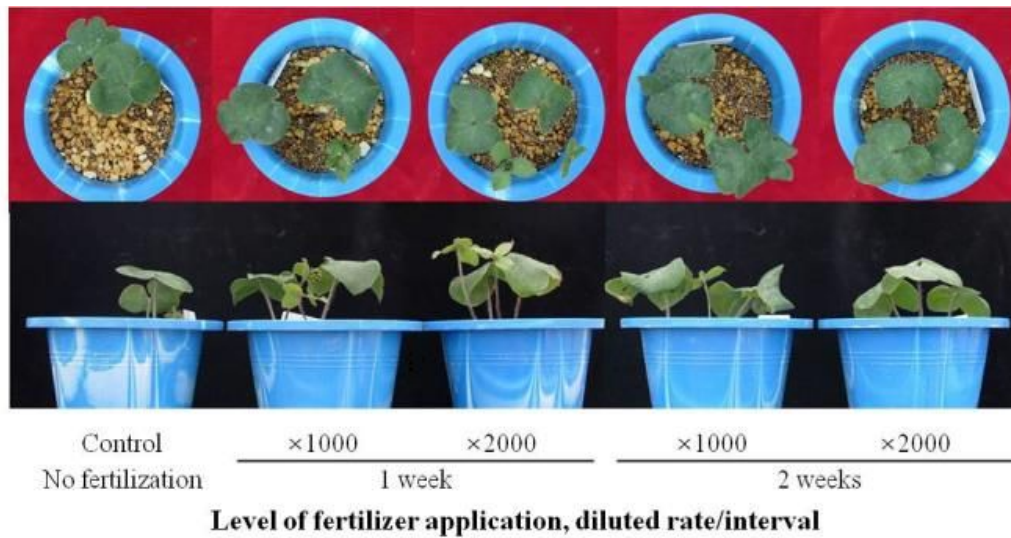 Control ×1000 ×2000 ×1000 ×2000
No fertilization 1 week 2 weeks
Level of fertilizer application, diluted rate/interval